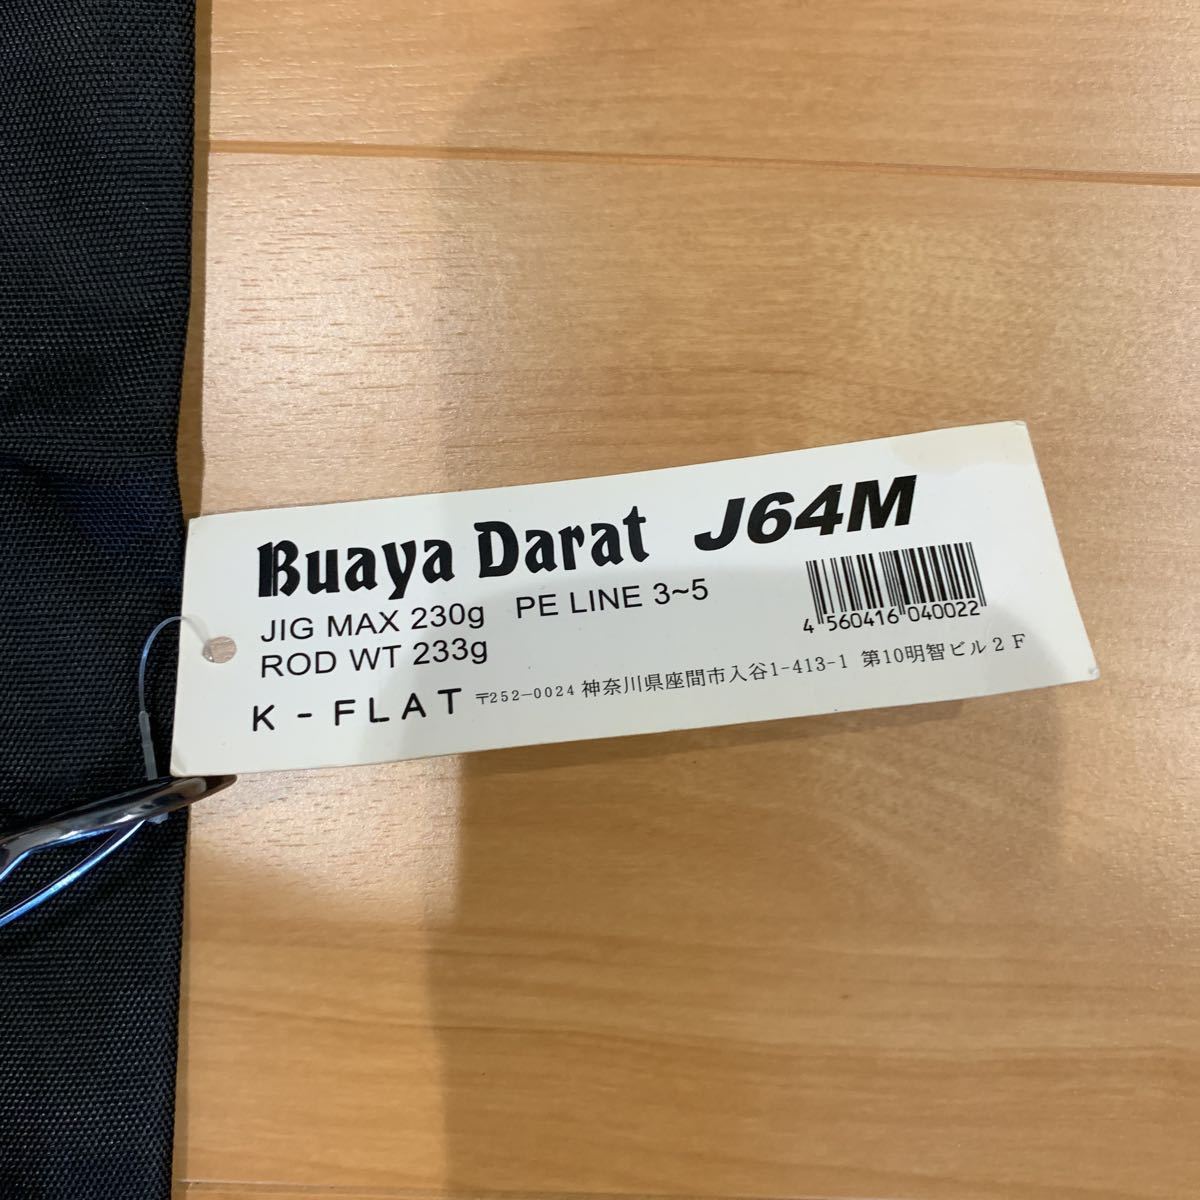 Buaya Darat J64M
JIG MAX 230g PE LINE 3~5
ROD WT 233g
4 560416 040022
K - FLAT 〒252-0024 神奈川県座間市入谷1-413-1 第10明智ビル2F